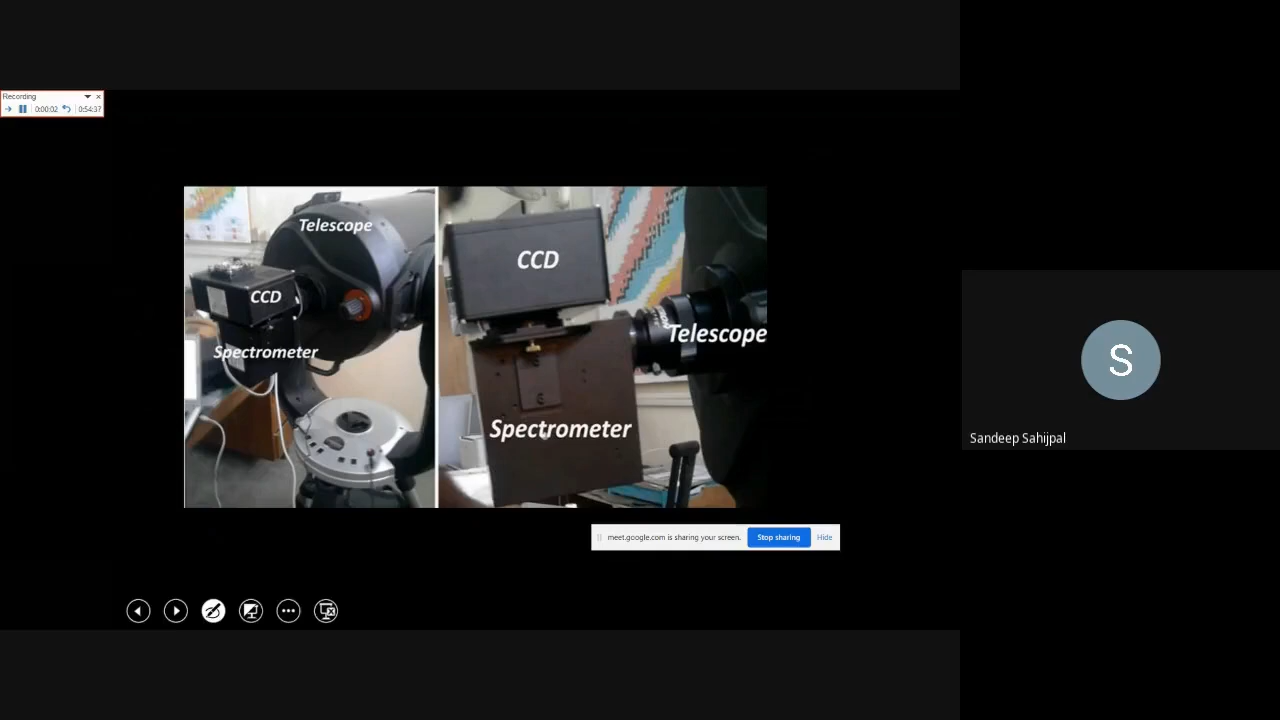 Recording
0:00:02
0:54:37
Telescope
CCD
Spectrometer
CCD
Telescope
Spectrometer
meet.google.com is sharing your screen.
Stop sharing
Hide
S
Sandeep Sahijpal